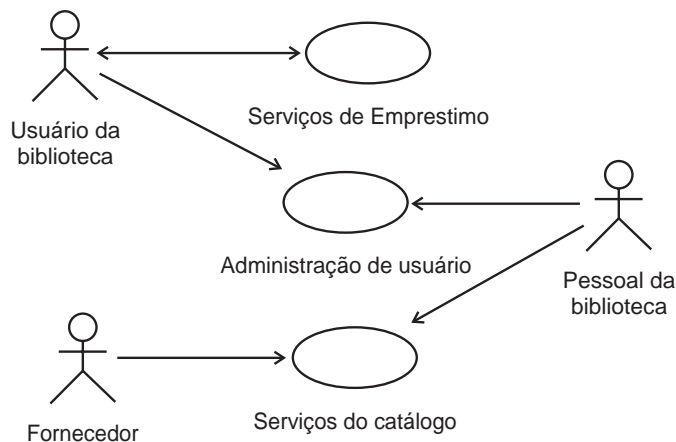 Serviços de Emprestimo
Usuário da
biblioteca
Administração de usuário
Pessoal da
biblioteca
Serviços do catálogo
Fornecedor